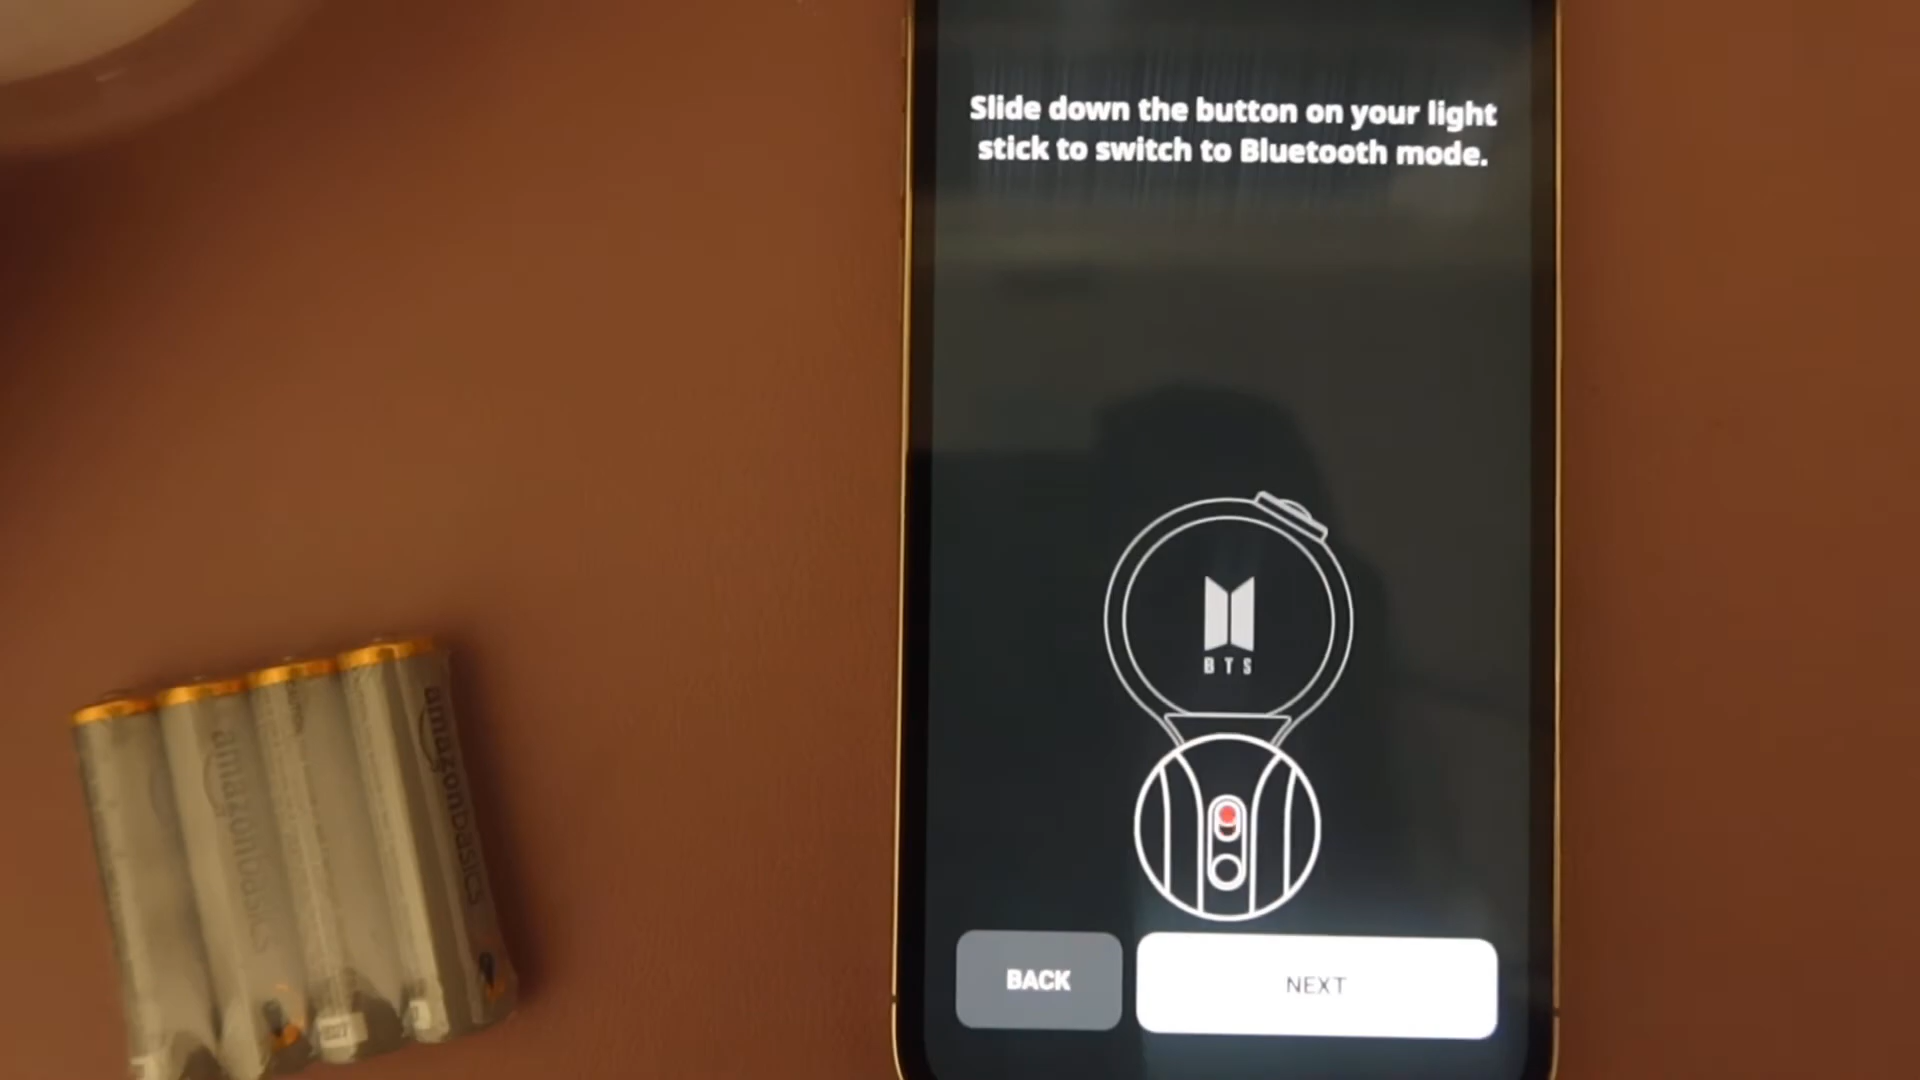 Slide down the button on your light
stick to switch to Bluetooth mode.
BTS
BACK
NEXT
amazonbasics
amazonbasics